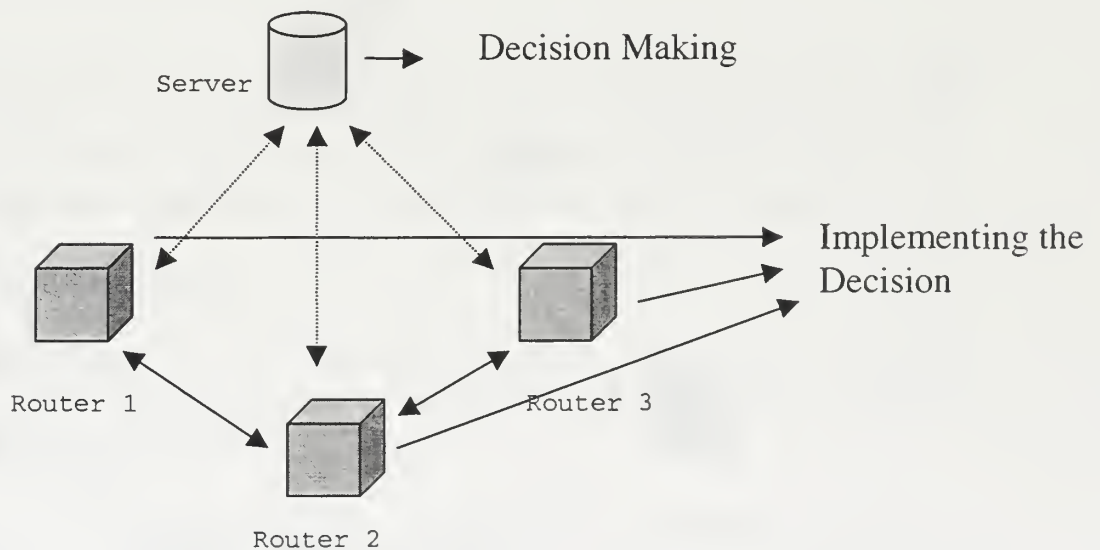 Decision Making
Server
Implementing the
Decision
Router 1
Router 3
Router 2